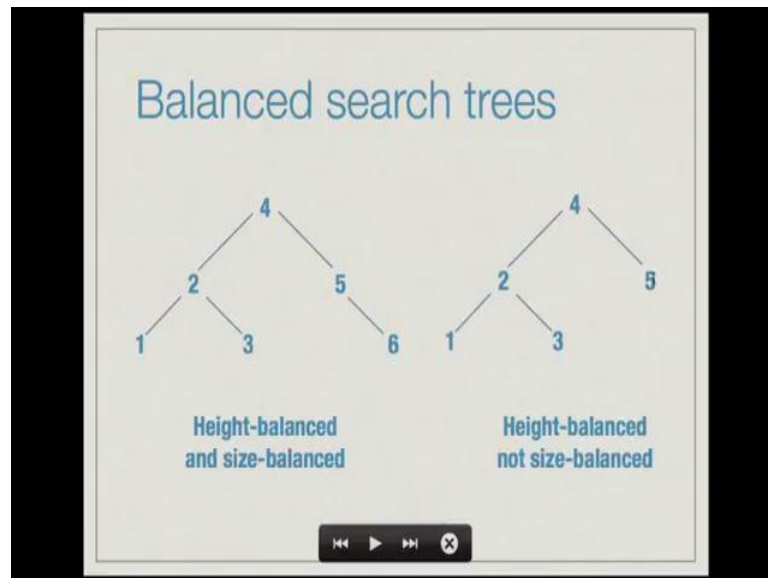 Balanced search trees
4 4
2 5 2 5
1 3 6 1 3
Height-balanced Height-balanced
and size-balanced not size-balanced